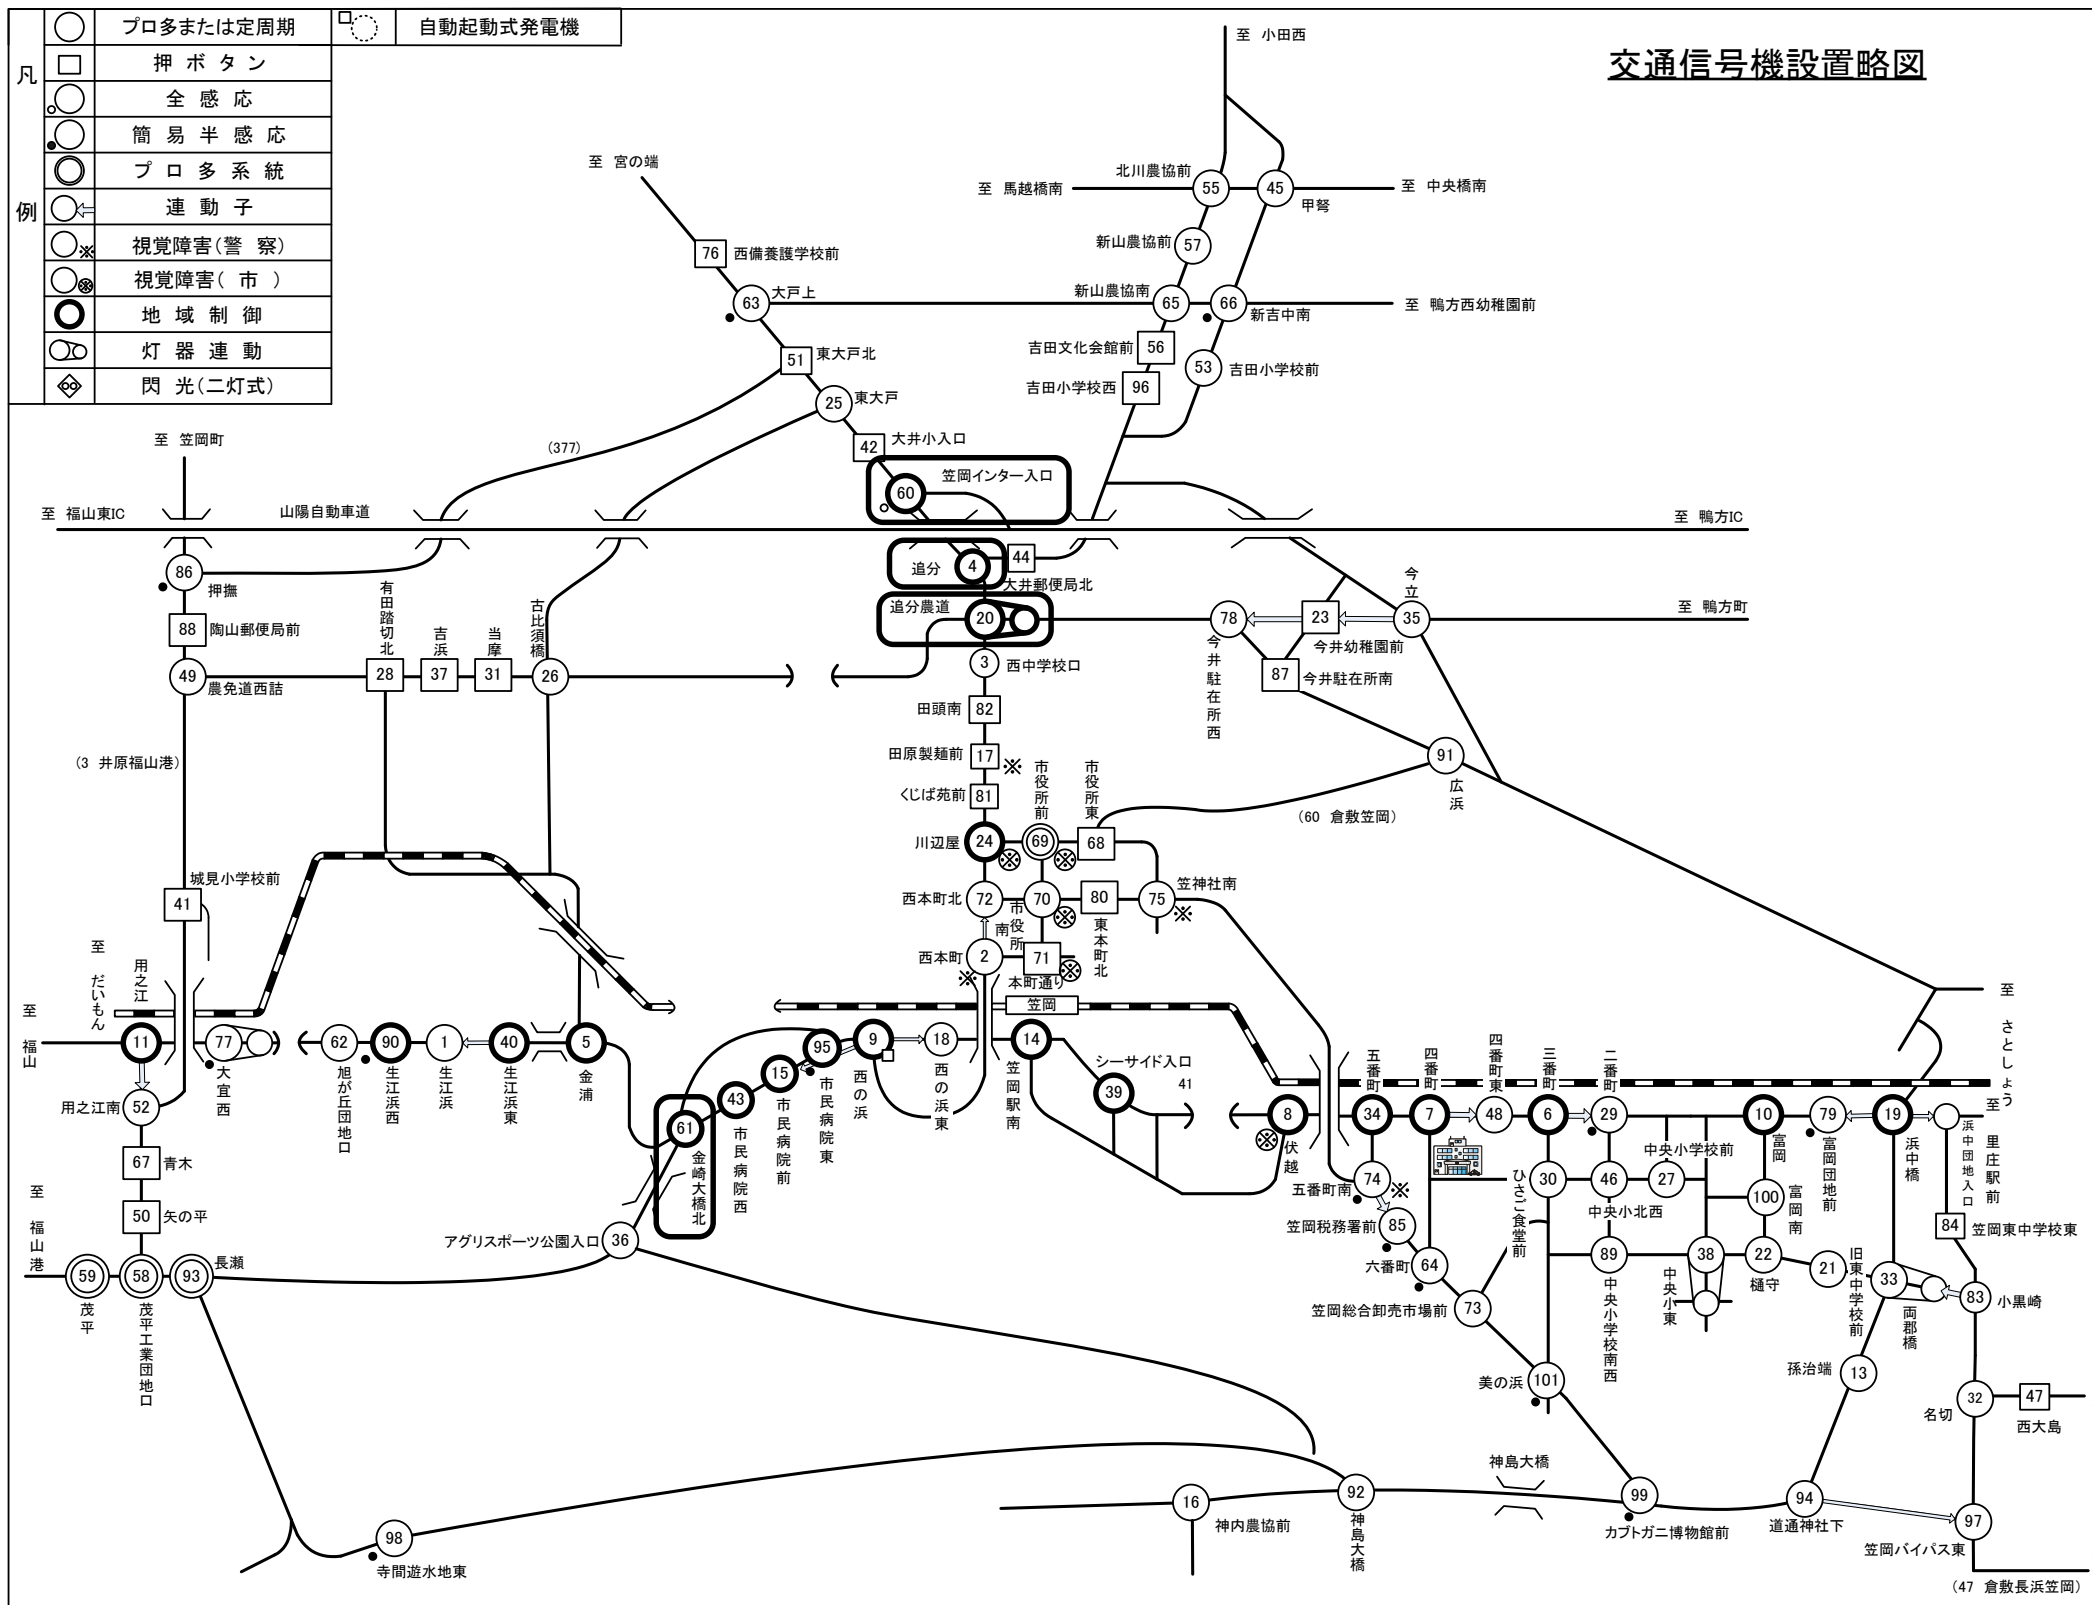 交通信号機設置略図
凡例
プロ多または定周期
自動起動式発電機
押ボタン
全感応
簡易半感応
プロ多系統
連動子
視覚障害(警 察)
※
視覚障害( 市 )
※
地域制御
灯器連動
閃光(二灯式)
至 小田西
至 宮の端
北川農協前
55
45
甲弩
至 馬越橋南
至 中央橋南
新山農協前
57
76
西備養護学校前
63
大戸上
新山農協南
65
66
新吉中南
至 鴨方西幼稚園前
51
東大戸北
吉田文化会館前
56
53
吉田小学校前
吉田小学校西
96
25
東大戸
42
大井小入口
(377)
至 笠岡町
笠岡インター入口
60
至 福山東IC
山陽自動車道
至 鴨方IC
86
押撫
追分
4
44
大井郵便局北
追分農道
20
88
陶山郵便局前
有田踏切北
吉浜
当摩
古比須橋
49
農免道西詰
28
37
31
26
3
西中学校口
78
今井駐在所西
23
今井幼稚園前
今立
35
至 鴨方町
87
今井駐在所南
田頭南
82
田原製麺前
17
※
くじば苑前
81
91
広浜
(3 井原福山港)
(60 倉敷笠岡)
市役所前
市役所東
川辺屋
24
※
69
※
68
西本町北
72
70
※
市役所南
80
東本町北
75
笠神社南
※
西本町
2
※
71
※
本町通り
城見小学校前
41
至 だいもん
用之江
至 福山
11
77
大宜西
62
旭が丘団地口
90
生江浜西
1
生江浜
40
生江浜東
5
金浦
笠岡
61
金崎大橋北
43
市民病院西
15
市民病院前
95
市民病院東
9
西の浜
18
西の浜東
14
笠岡駅南
シーサイド入口
39
41
8
※
伏越
五番町
34
四番町
7
四番町東
48
三番町
6
二番町
29
10
富岡
79
富岡団地前
19
浜中橋
浜中団地入口
至 さとしょう
至 里庄駅前
用之江南
52
67
青木
50
矢の平
至 福山港
59
茂平
58
茂平工業団地口
93
長瀬
アグリスポーツ公園入口
36
五番町南
74
※
笠岡税務署前
85
六番町
64
笠岡総合卸売市場前
73
ひさご食堂前
30
46
中央小北西
中央小学校前
27
100
富岡南
89
中央小学校南西
38
中央小東
22
樋守
21
旧東中学校前
33
両郡橋
84
笠岡東中学校東
83
小黒崎
美の浜
101
孫治端
13
32
名切
47
西大島
神島大橋
16
神内農協前
92
神島大橋
99
カブトガニ博物館前
94
道通神社下
97
笠岡バイパス東
98
寺間遊水地東
(47 倉敷長浜笠岡)